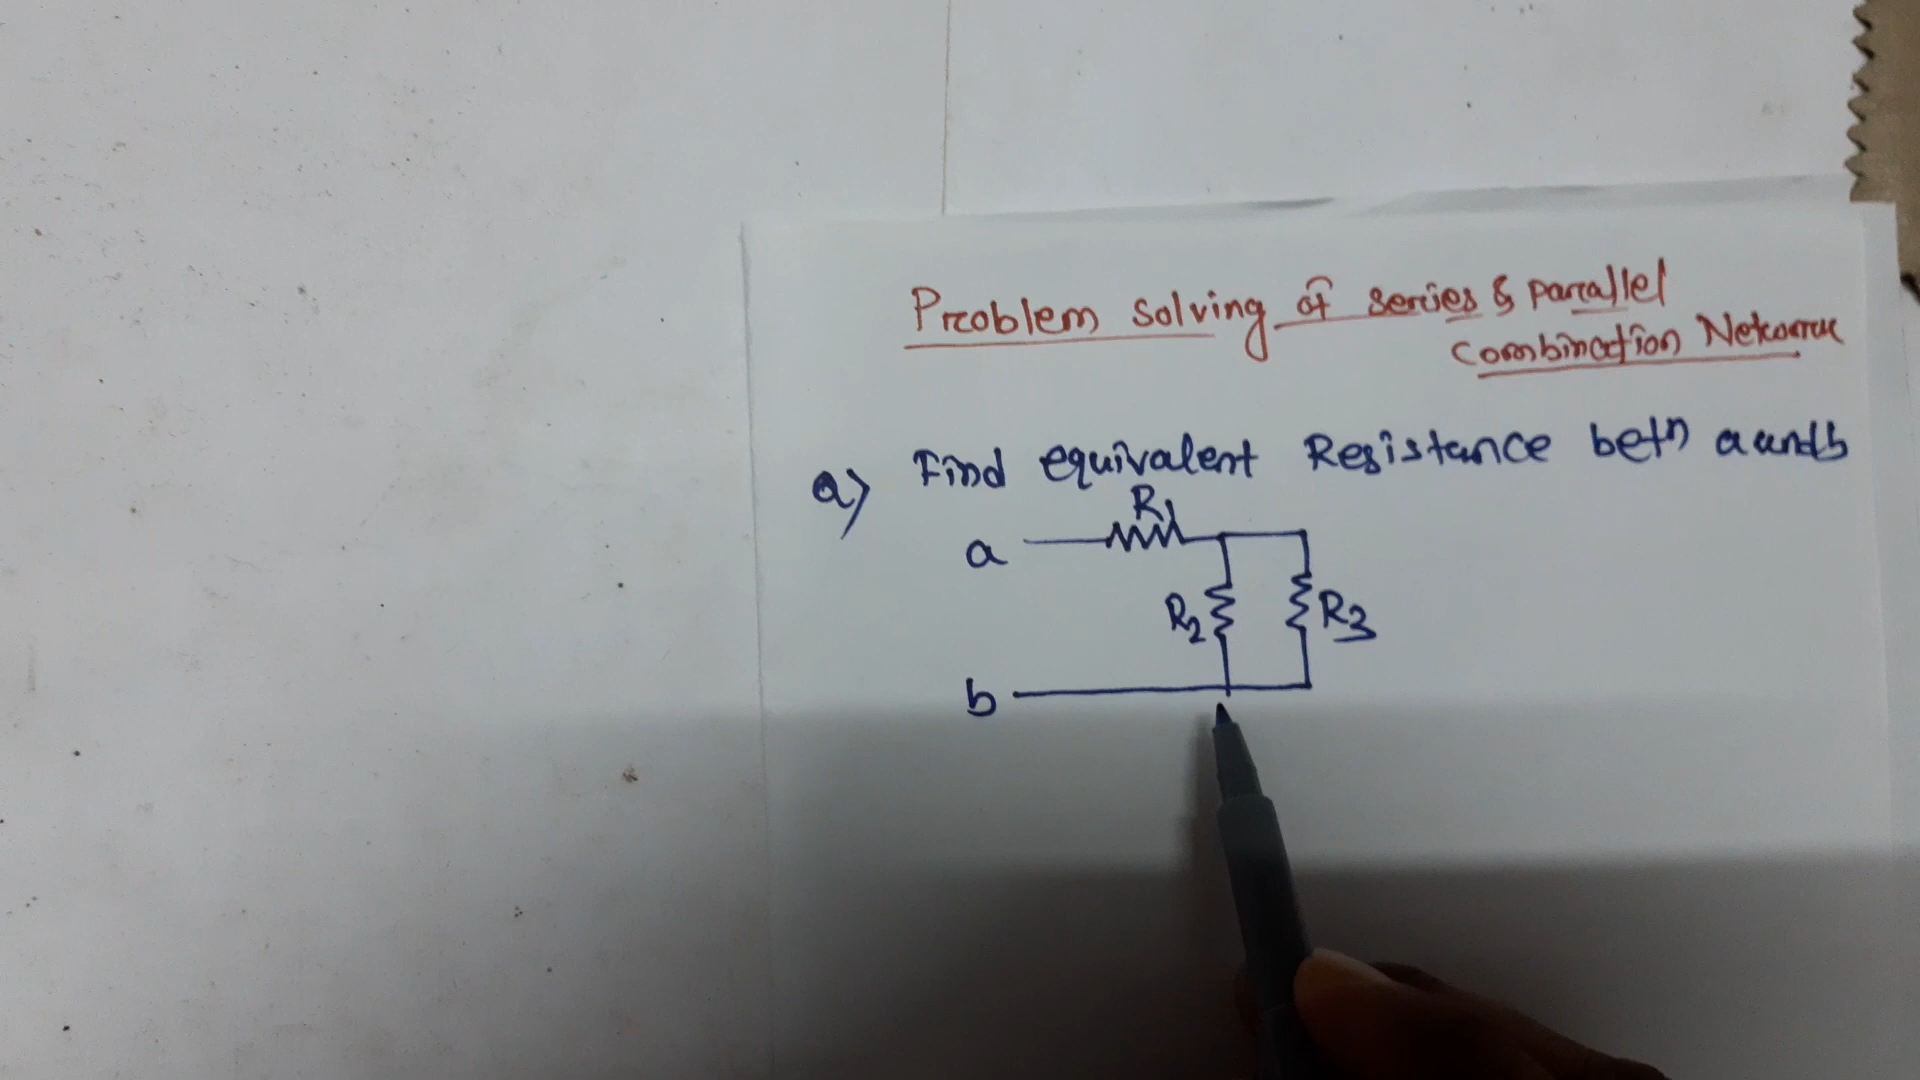 Problem solving of series & parallel
combination Network
Q) Find equivalent Resistance betn a and b
R1
a
R2
R3
b